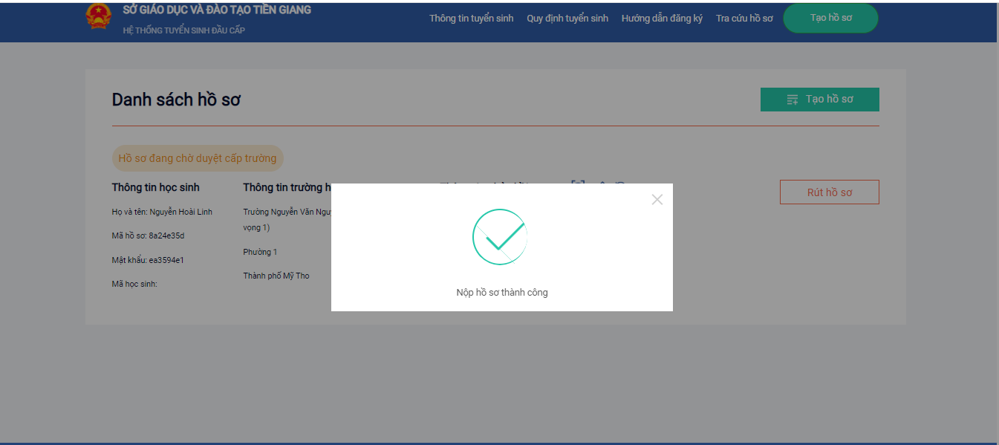 SỞ GIÁO DỤC VÀ ĐÀO TẠO TIỀN GIANG
HỆ THỐNG TUYỂN SINH ĐẦU CẤP
Thông tin tuyển sinh Quy định tuyển sinh Hướng dẫn đăng ký Tra cứu hồ sơ Tạo hồ sơ
Danh sách hồ sơ
Tạo hồ sơ
Hồ sơ đang chờ duyệt cấp trường
Thông tin học sinh
Họ và tên: Nguyễn Hoài Linh
Mã hồ sơ: 8a24e35d
Mật khẩu: ea3594e1
Mã học sinh:
Thông tin trường h
Trường Nguyễn Văn Ngu
vọng 1)
Phường 1
Thành phố Mỹ Tho
Rút hồ sơ
Nộp hồ sơ thành công